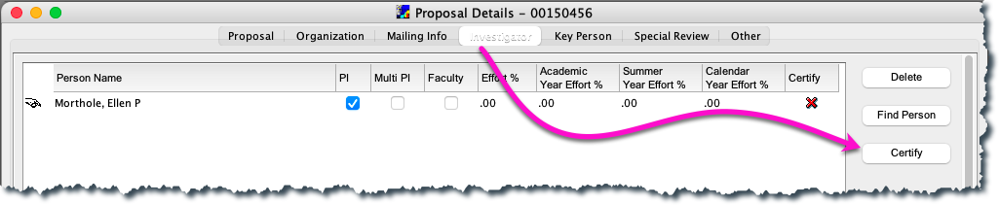 Proposal Details - 00150456
Proposal Organization Mailing Info Investigator Key Person Special Review Other
Person Name PI Multi PI Faculty Effort % Academic Year Effort % Summer Year Effort % Calendar Year Effort % Certify
Morthole, Ellen P .00 .00 .00 .00
Delete
Find Person
Certify